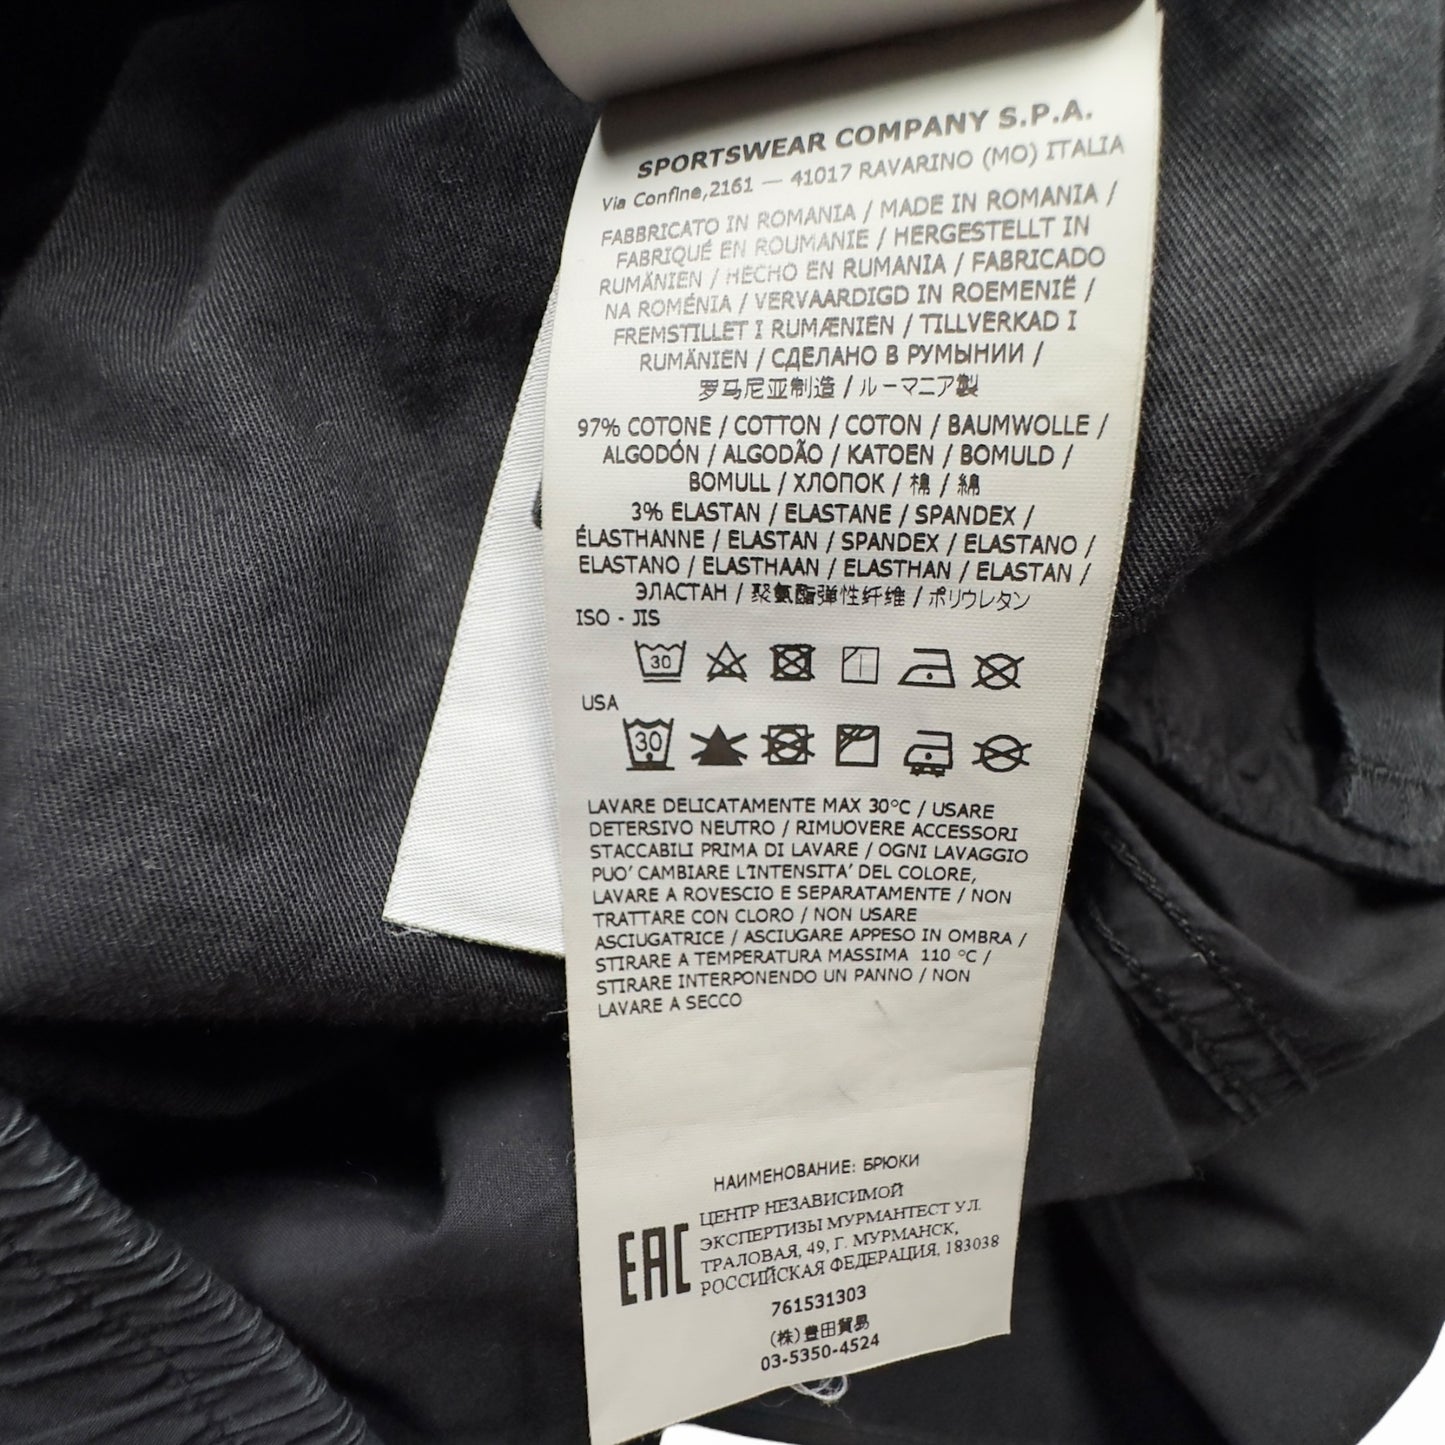 SPORTSWEAR COMPANY S.P.A.
Via Confine,2161 — 41017 RAVARINO (MO) ITALIA
FABBRICATO IN ROMANIA / MADE IN ROMANIA /
FABRIQUÉ EN ROUMANIE / HERGESTELLT IN
RUMÄNIEN / HECHO EN RUMANIA / FABRICADO
NA ROMÉNIA / VERVAARDIGD IN ROEMENIË /
FREMSTILLET I RUMÆNIEN / TILLVERKAD I
RUMÄNIEN / СДЕЛАНО В РУМЫНИИ /
罗马尼亚制造 / ルーマニア製
97% COTONE / COTTON / COTON / BAUMWOLLE /
ALGODÓN / ALGODÃO / KATOEN / BOMULD /
BOMULL / ХЛОПОК / 棉 / 綿
3% ELASTAN / ELASTANE / SPANDEX /
ÉLASTHANNE / ELASTAN / SPANDEX / ELASTANO /
ELASTANO / ELASTHAAN / ELASTHAN / ELASTAN /
ЭЛАСТАН / 聚氨酯弹性纤维 / ポリウレタン
ISO - JIS
30
USA
30
LAVARE DELICATAMENTE MAX 30°C / USARE
DETERSIVO NEUTRO / RIMUOVERE ACCESSORI
STACCABILI PRIMA DI LAVARE / OGNI LAVAGGIO
PUO' CAMBIARE L'INTENSITA' DEL COLORE,
LAVARE A ROVESCIO E SEPARATAMENTE / NON
TRATTARE CON CLORO / NON USARE
ASCIUGATRICE / ASCIUGARE APPESO IN OMBRA /
STIRARE A TEMPERATURA MASSIMA 110 °C /
STIRARE INTERPONENDO UN PANNO / NON
LAVARE A SECCO
НАИМЕНОВАНИЕ: БРЮКИ
EAC
ЦЕНТР НЕЗАВИСИМОЙ
ЭКСПЕРТИЗЫ МУРМАНТЕСТ УЛ.
ТРАЛОВАЯ, 49, Г. МУРМАНСК,
РОССИЙСКАЯ ФЕДЕРАЦИЯ, 183038
761531303
(株)豊田貿易
03-5350-4524